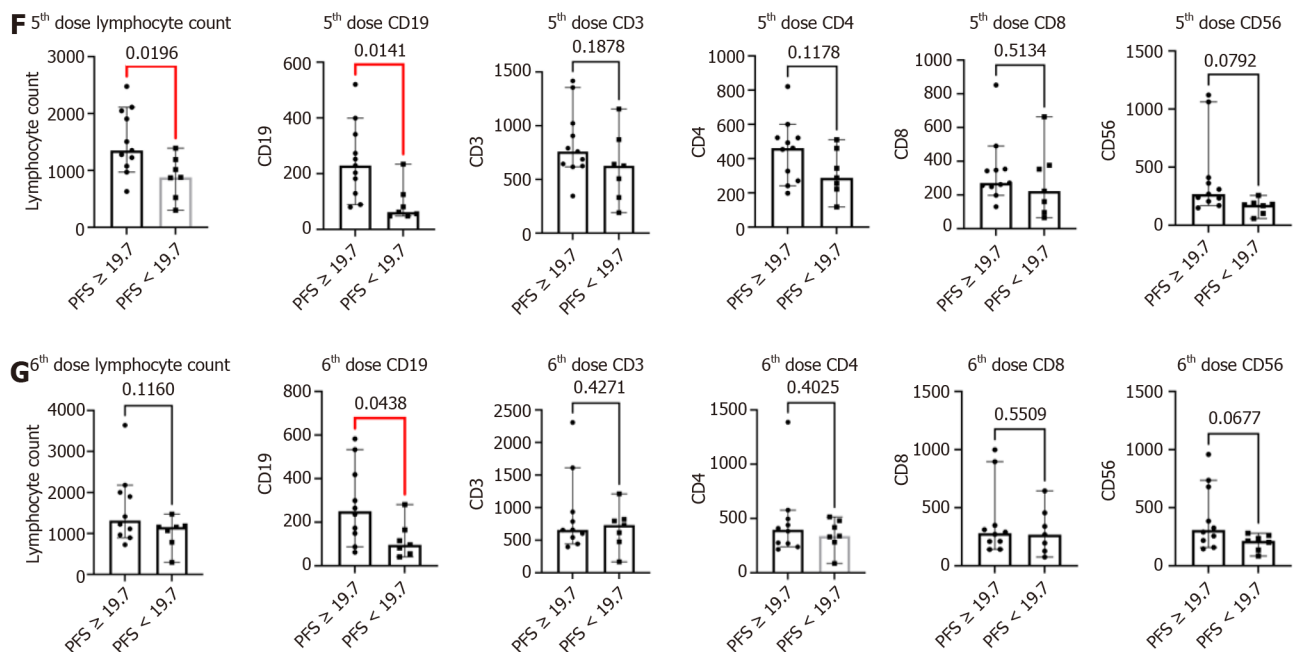 F 5th dose lymphocyte count 5th dose CD19 5th dose CD3 5th dose CD4 5th dose CD8 5th dose CD56
0.0196 0.0141 0.1878 0.1178 0.5134 0.0792
Lymphocyte count
3000
2000
1000
0
PFS ≥ 19.7
PFS < 19.7
CD19
600
400
200
0
PFS ≥ 19.7
PFS < 19.7
CD3
1500
1000
500
0
PFS ≥ 19.7
PFS < 19.7
CD4
1000
800
600
400
200
0
PFS ≥ 19.7
PFS < 19.7
CD8
1000
800
600
400
200
0
PFS ≥ 19.7
PFS < 19.7
CD56
1500
1000
500
0
PFS ≥ 19.7
PFS < 19.7
G 6th dose lymphocyte count 6th dose CD19 6th dose CD3 6th dose CD4 6th dose CD8 6th dose CD56
0.1160 0.0438 0.4271 0.4025 0.5509 0.0677
Lymphocyte count
4000
3000
2000
1000
0
PFS ≥ 19.7
PFS < 19.7
CD19
800
600
400
200
0
PFS ≥ 19.7
PFS < 19.7
CD3
2500
2000
1500
1000
500
0
PFS ≥ 19.7
PFS < 19.7
CD4
1500
1000
500
0
PFS ≥ 19.7
PFS < 19.7
CD8
1500
1000
500
0
PFS ≥ 19.7
PFS < 19.7
CD56
1500
1000
500
0
PFS ≥ 19.7
PFS < 19.7